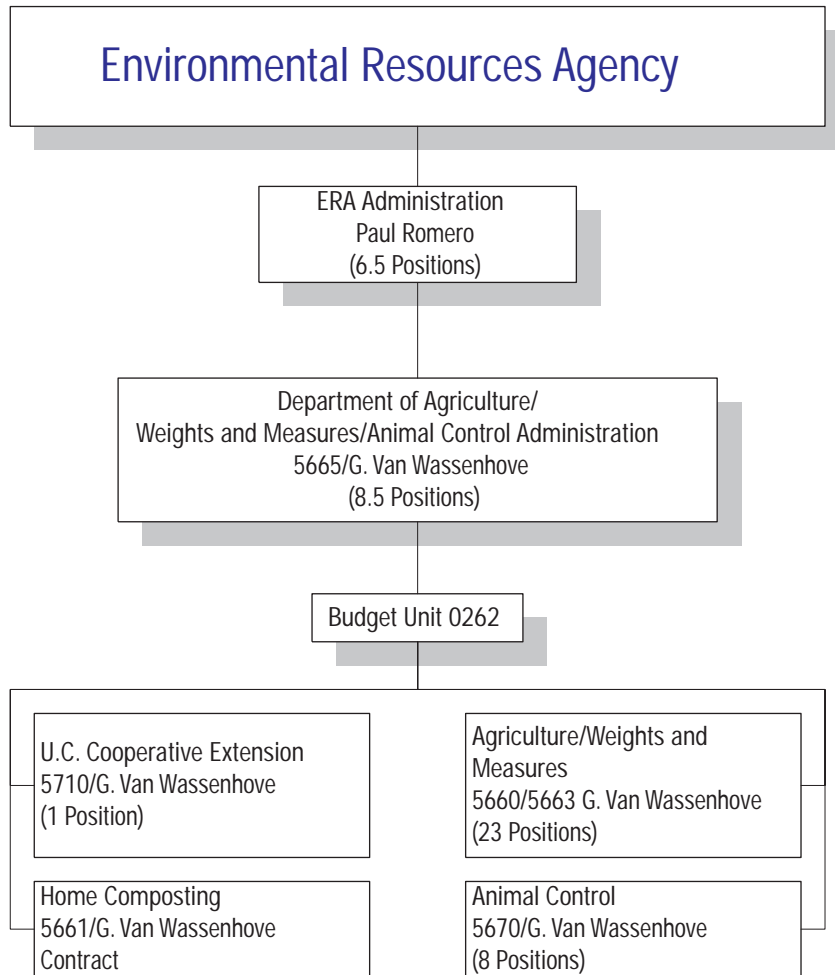 Environmental Resources Agency
ERA Administration
Paul Romero
(6.5 Positions)
Department of Agriculture/
Weights and Measures/Animal Control Administration
5665/G. Van Wassenhove
(8.5 Positions)
Budget Unit 0262
U.C. Cooperative Extension
5710/G. Van Wassenhove
(1 Position)
Agriculture/Weights and
Measures
5660/5663 G. Van Wassenhove
(23 Positions)
Home Composting
5661/G. Van Wassenhove
Contract
Animal Control
5670/G. Van Wassenhove
(8 Positions)